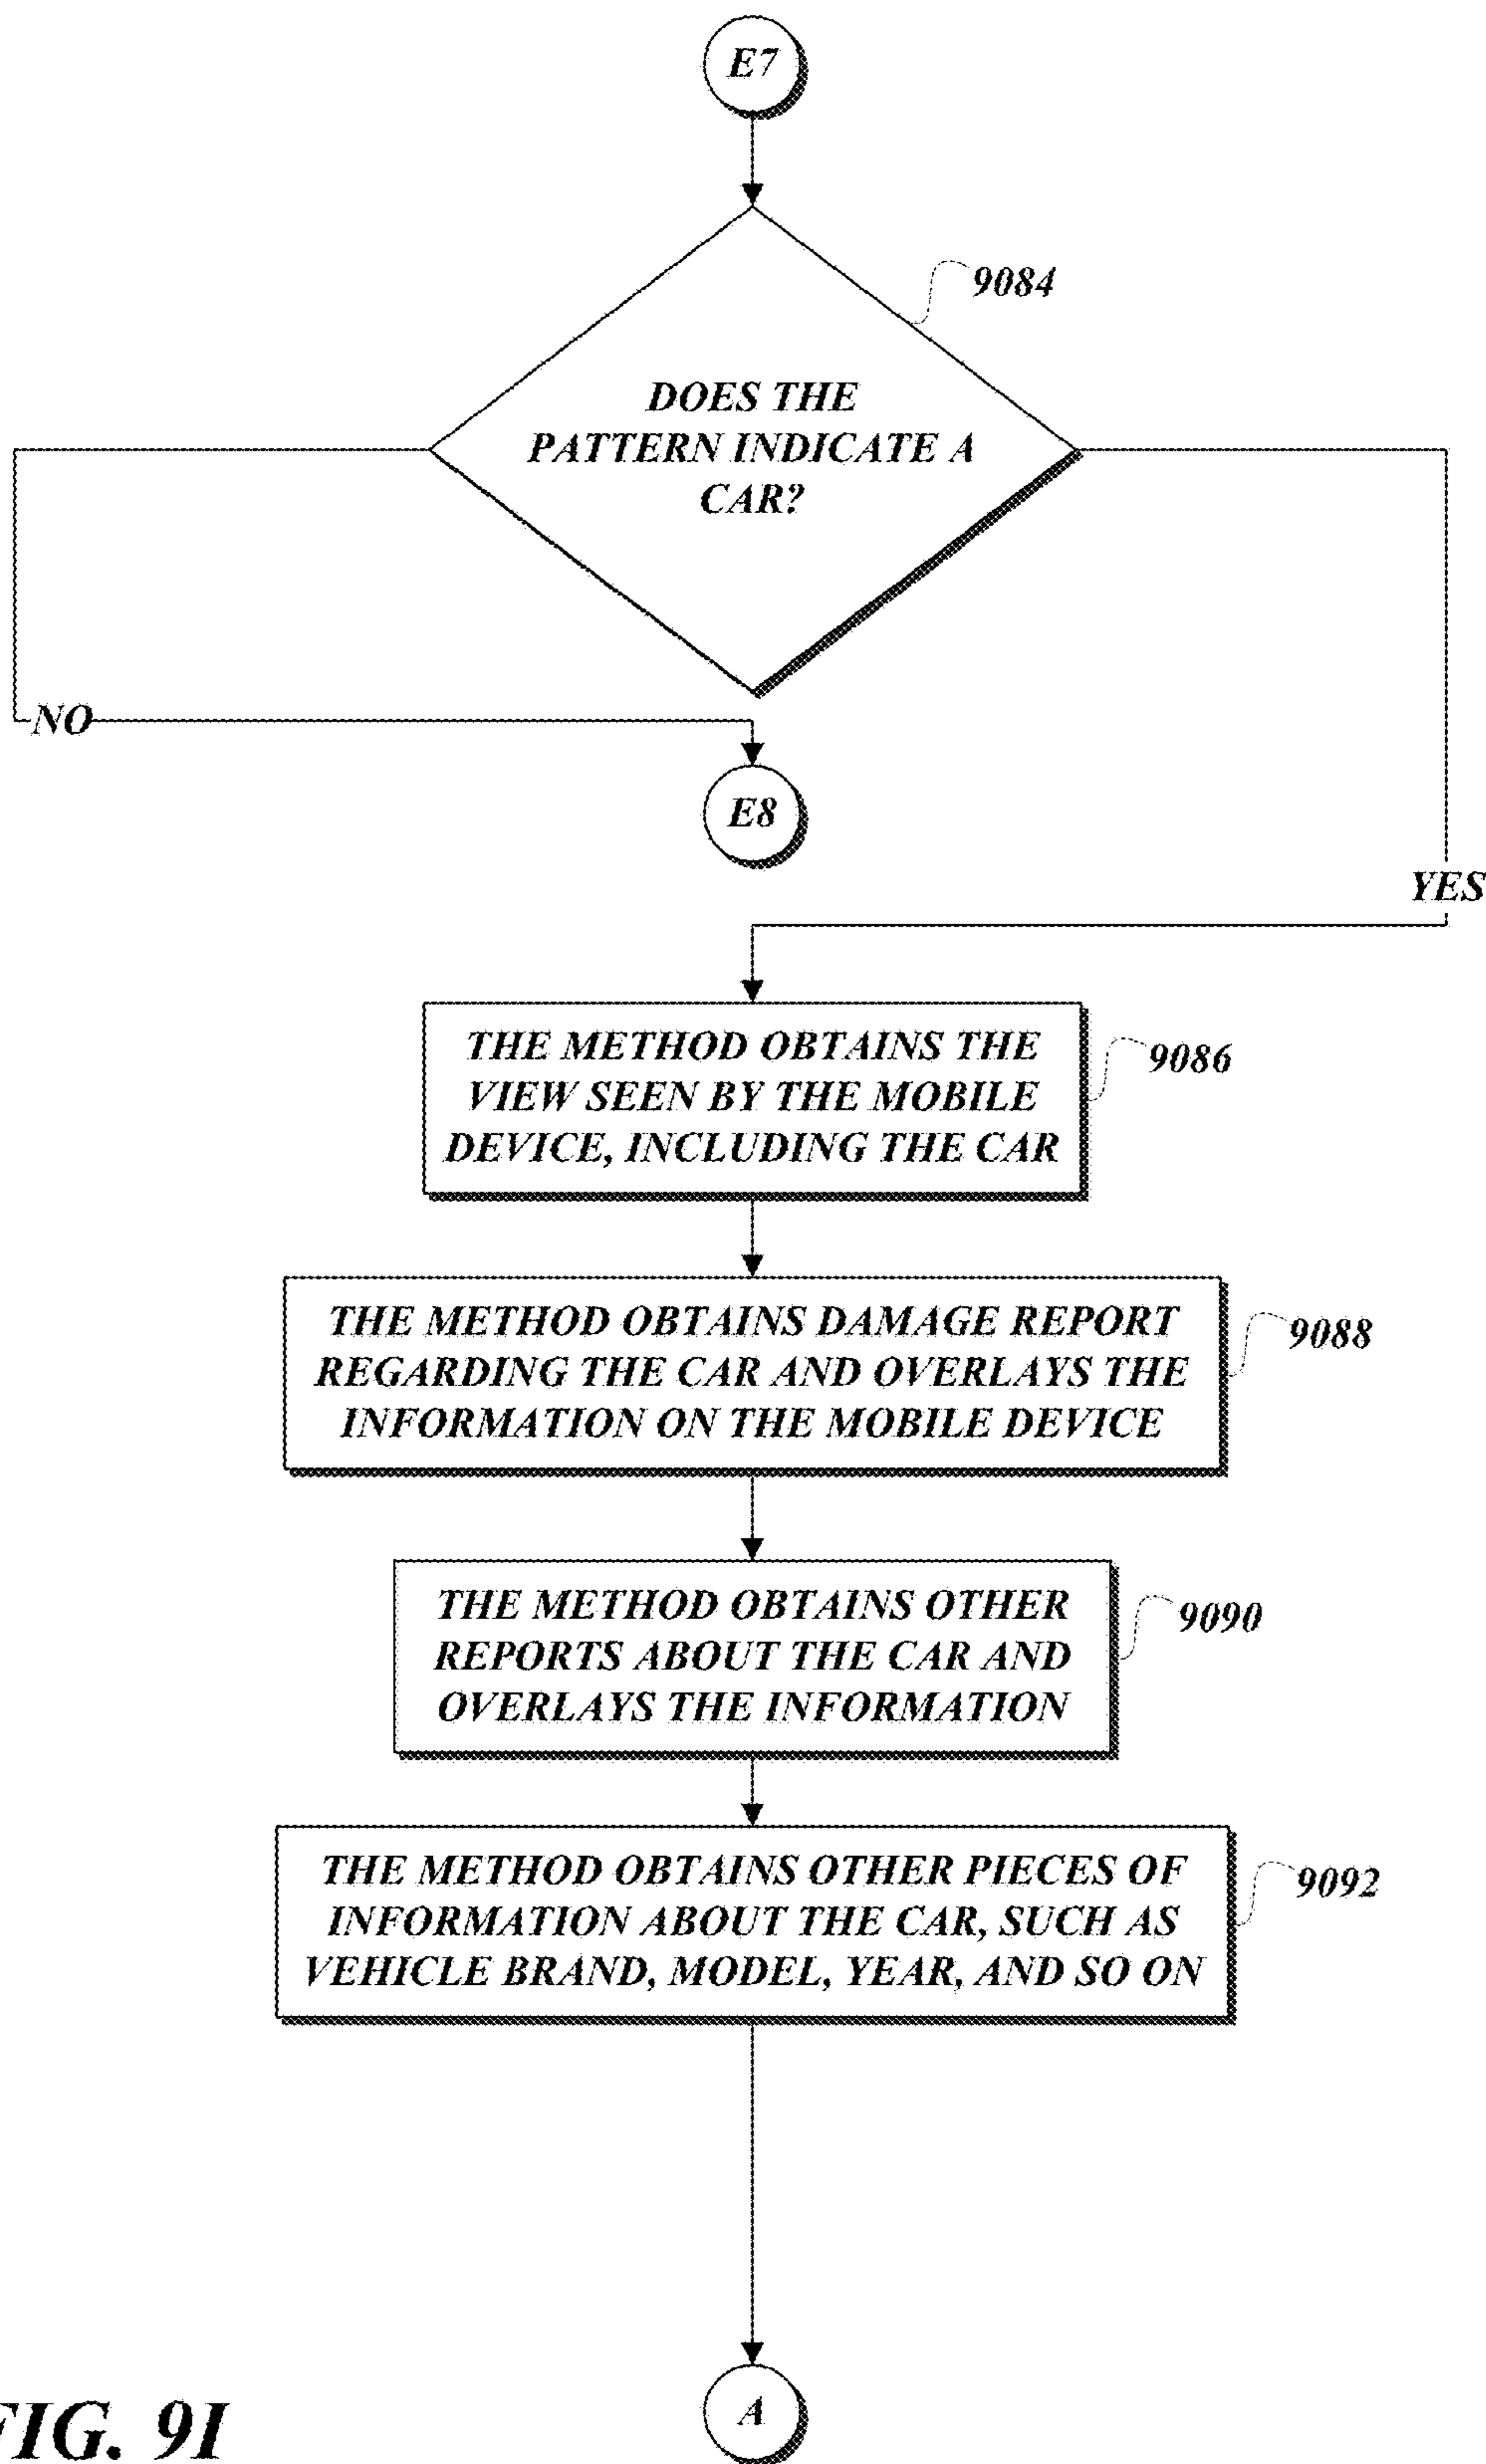 E7
9084
DOES THE
PATTERN INDICATE A
CAR?
NO
E8
YES
THE METHOD OBTAINS THE
VIEW SEEN BY THE MOBILE
DEVICE, INCLUDING THE CAR
9086
THE METHOD OBTAINS DAMAGE REPORT
REGARDING THE CAR AND OVERLAYS THE
INFORMATION ON THE MOBILE DEVICE
9088
THE METHOD OBTAINS OTHER
REPORTS ABOUT THE CAR AND
OVERLAYS THE INFORMATION
9090
THE METHOD OBTAINS OTHER PIECES OF
INFORMATION ABOUT THE CAR, SUCH AS
VEHICLE BRAND, MODEL, YEAR, AND SO ON
9092
A
FIG. 9I